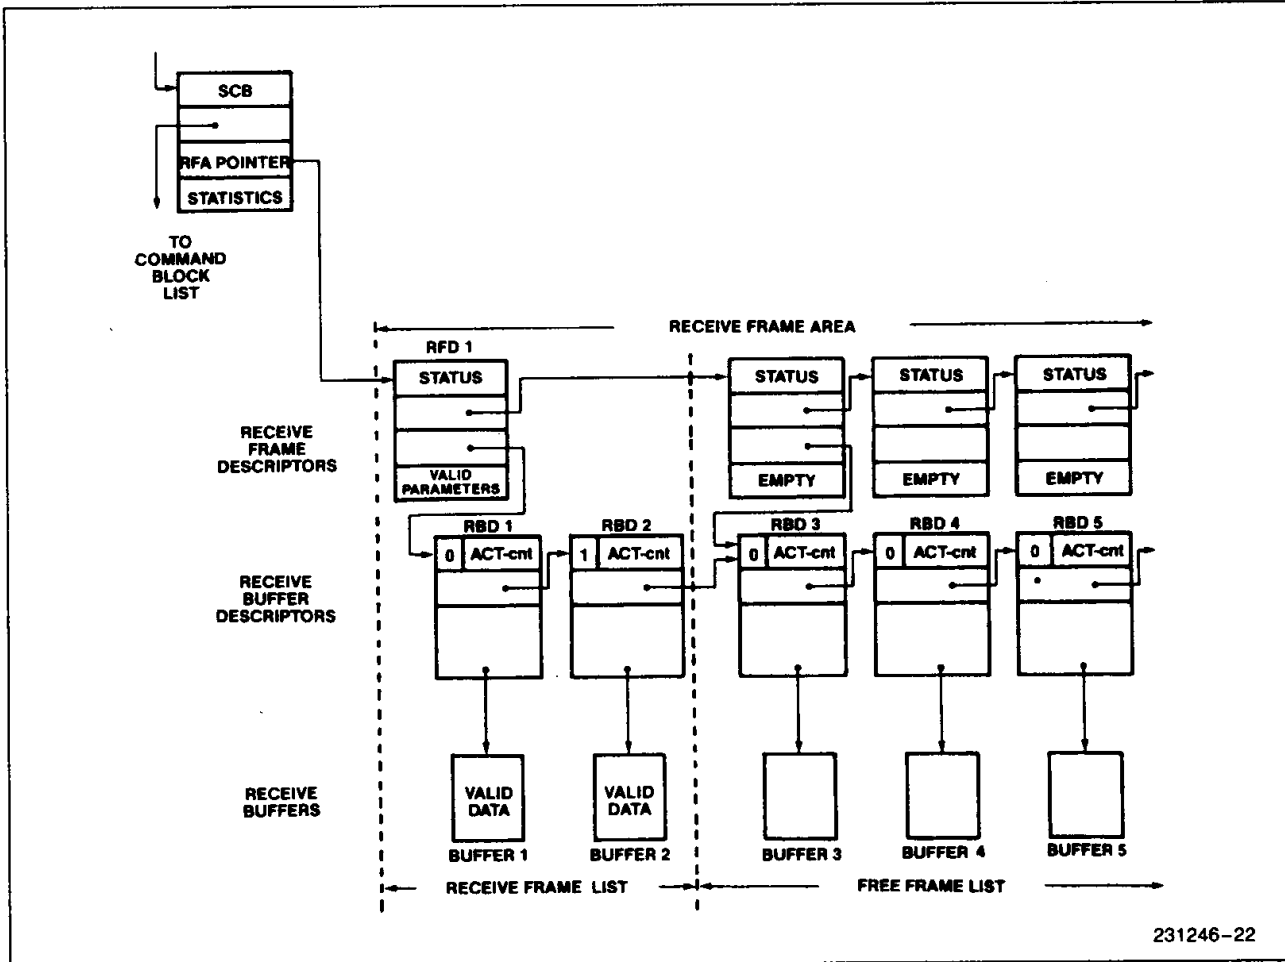 SCB
RFA POINTER
STATISTICS
TO
COMMAND
BLOCK
LIST
RECEIVE FRAME AREA
RFD 1
STATUS
STATUS
STATUS
STATUS
RECEIVE
FRAME
DESCRIPTORS
VALID
PARAMETERS
EMPTY
EMPTY
EMPTY
RBD 1
RBD 2
RBD 3
RBD 4
RBD 5
0 ACT-cnt
1 ACT-cnt
0 ACT-cnt
0 ACT-cnt
0 ACT-cnt
RECEIVE
BUFFER
DESCRIPTORS
RECEIVE
BUFFERS
VALID
DATA
VALID
DATA
BUFFER 1
BUFFER 2
BUFFER 3
BUFFER 4
BUFFER 5
RECEIVE FRAME LIST
FREE FRAME LIST
231246-22